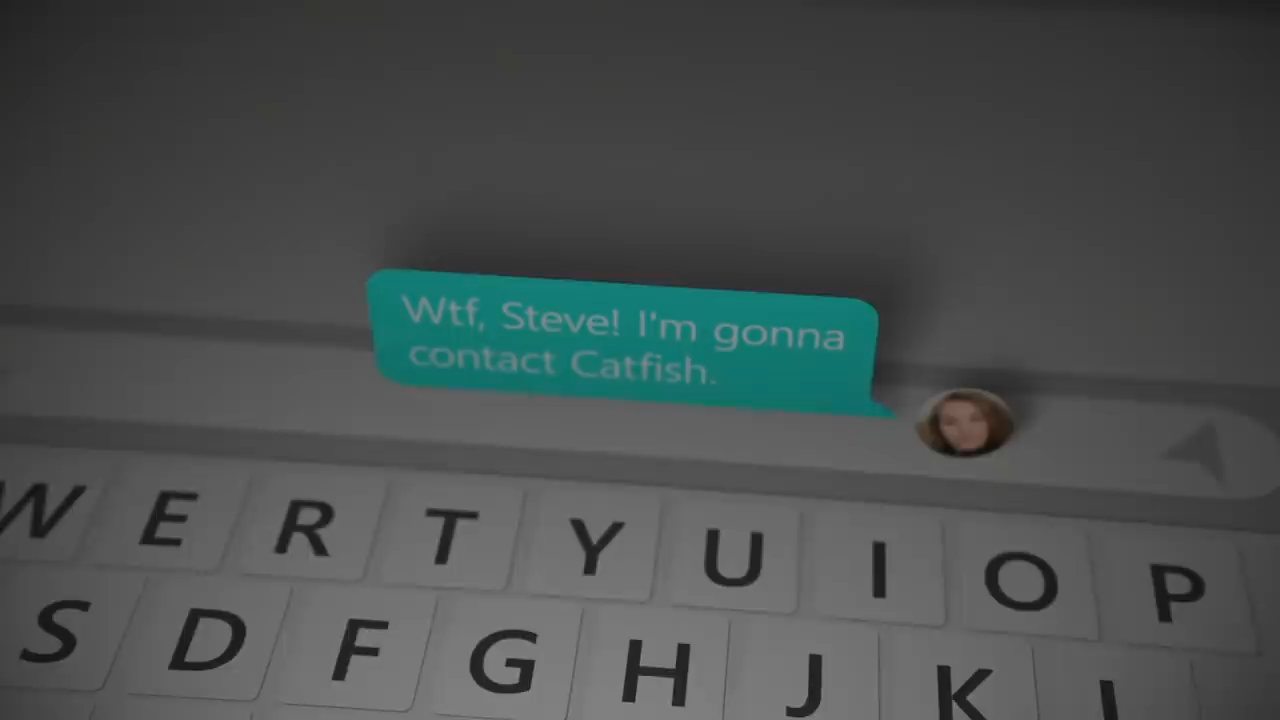 Wtf, Steve! I'm gonna
contact Catfish.
W E R T Y U I O P
S D F G H J K L